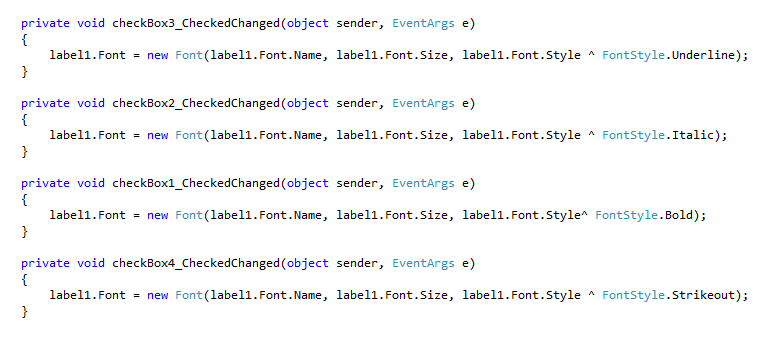 private void checkBox3_CheckedChanged(object sender, EventArgs e)
{
    label1.Font = new Font(label1.Font.Name, label1.Font.Size, label1.Font.Style ^ FontStyle.Underline);
}
private void checkBox2_CheckedChanged(object sender, EventArgs e)
{
    label1.Font = new Font(label1.Font.Name, label1.Font.Size, label1.Font.Style ^ FontStyle.Italic);
}
private void checkBox1_CheckedChanged(object sender, EventArgs e)
{
    label1.Font = new Font(label1.Font.Name, label1.Font.Size, label1.Font.Style^ FontStyle.Bold);
}
private void checkBox4_CheckedChanged(object sender, EventArgs e)
{
    label1.Font = new Font(label1.Font.Name, label1.Font.Size, label1.Font.Style ^ FontStyle.Strikeout);
}